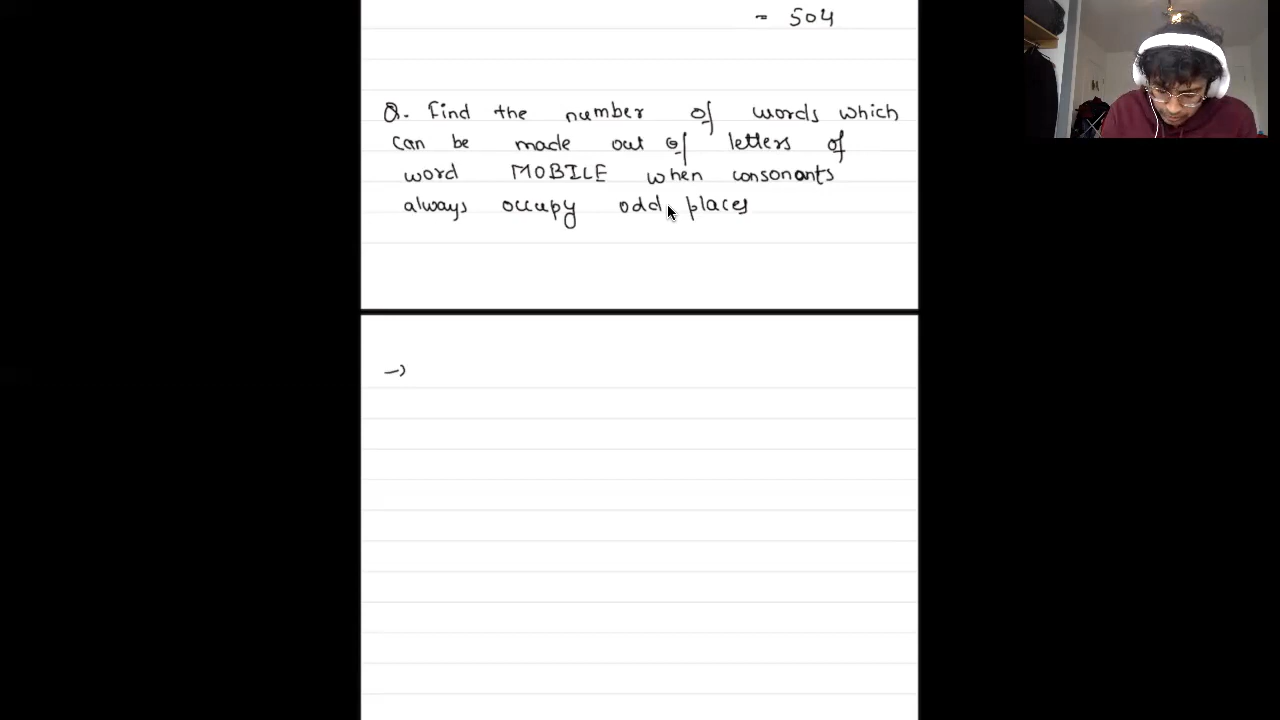 = 504
Q. Find the number of words which
can be made out of letters of
word MOBILE when consonants
always occupy odd places
→